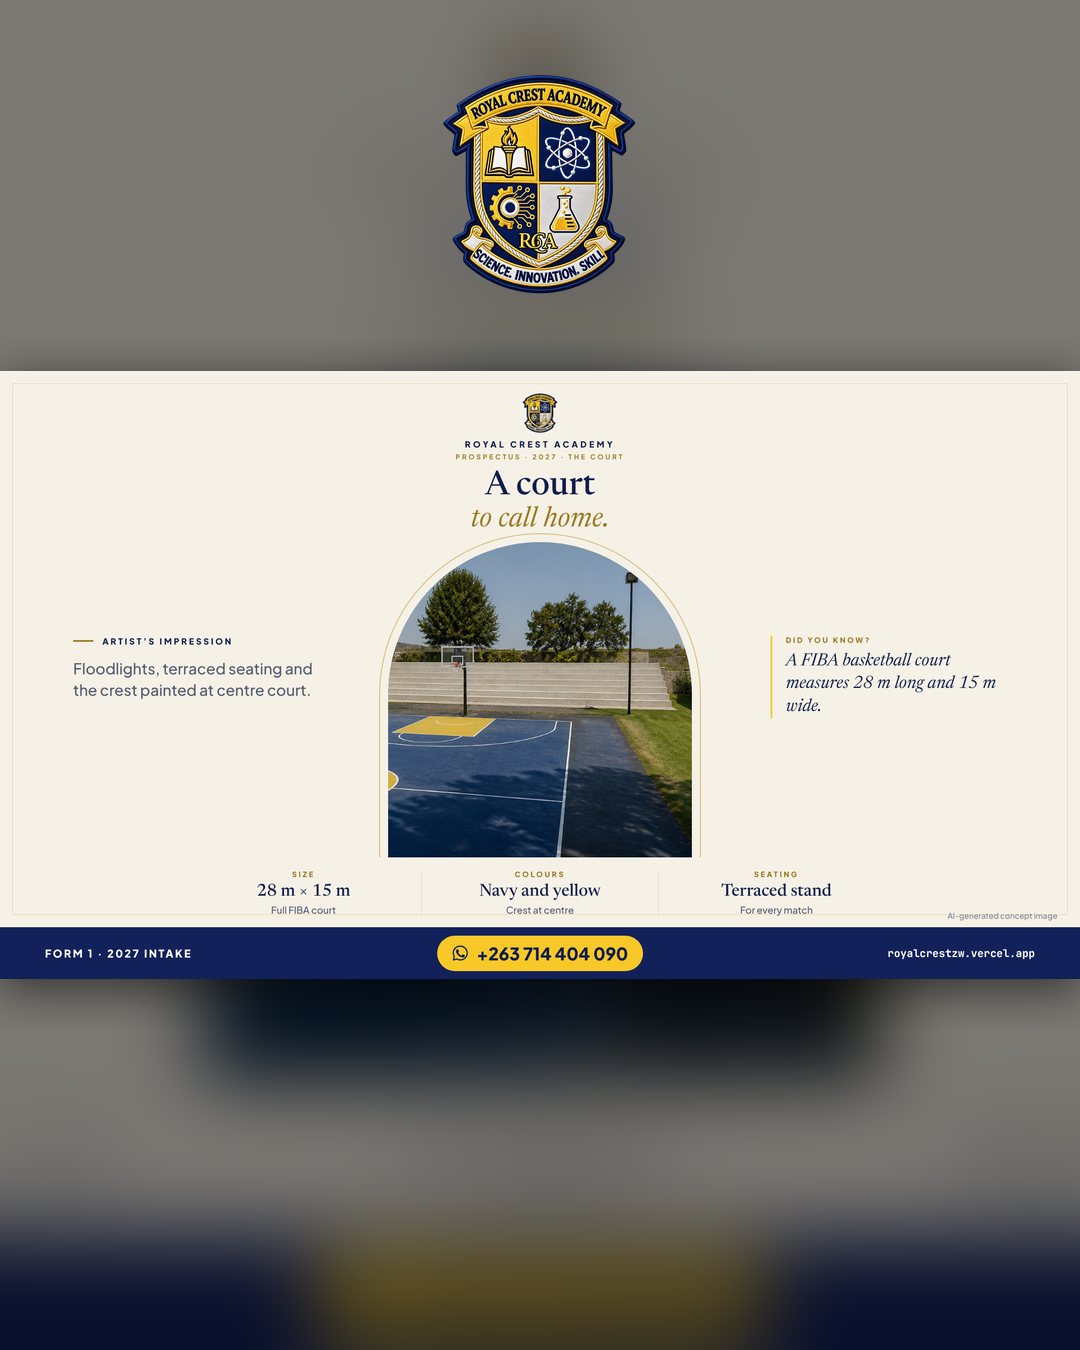 ROYAL CREST ACADEMY
RCA
SCIENCE. INNOVATION. SKILL
ROYAL CREST ACADEMY
PROSPECTUS · 2027 · THE COURT
A court
to call home.
ARTIST'S IMPRESSION
Floodlights, terraced seating and
the crest painted at centre court.
DID YOU KNOW?
A FIBA basketball court
measures 28 m long and 15 m
wide.
SIZE
28 m × 15 m
Full FIBA court
COLOURS
Navy and yellow
Crest at centre
SEATING
Terraced stand
For every match
AI-generated concept image
FORM 1 · 2027 INTAKE
+263 714 404 090
royalcrestzw.vercel.app